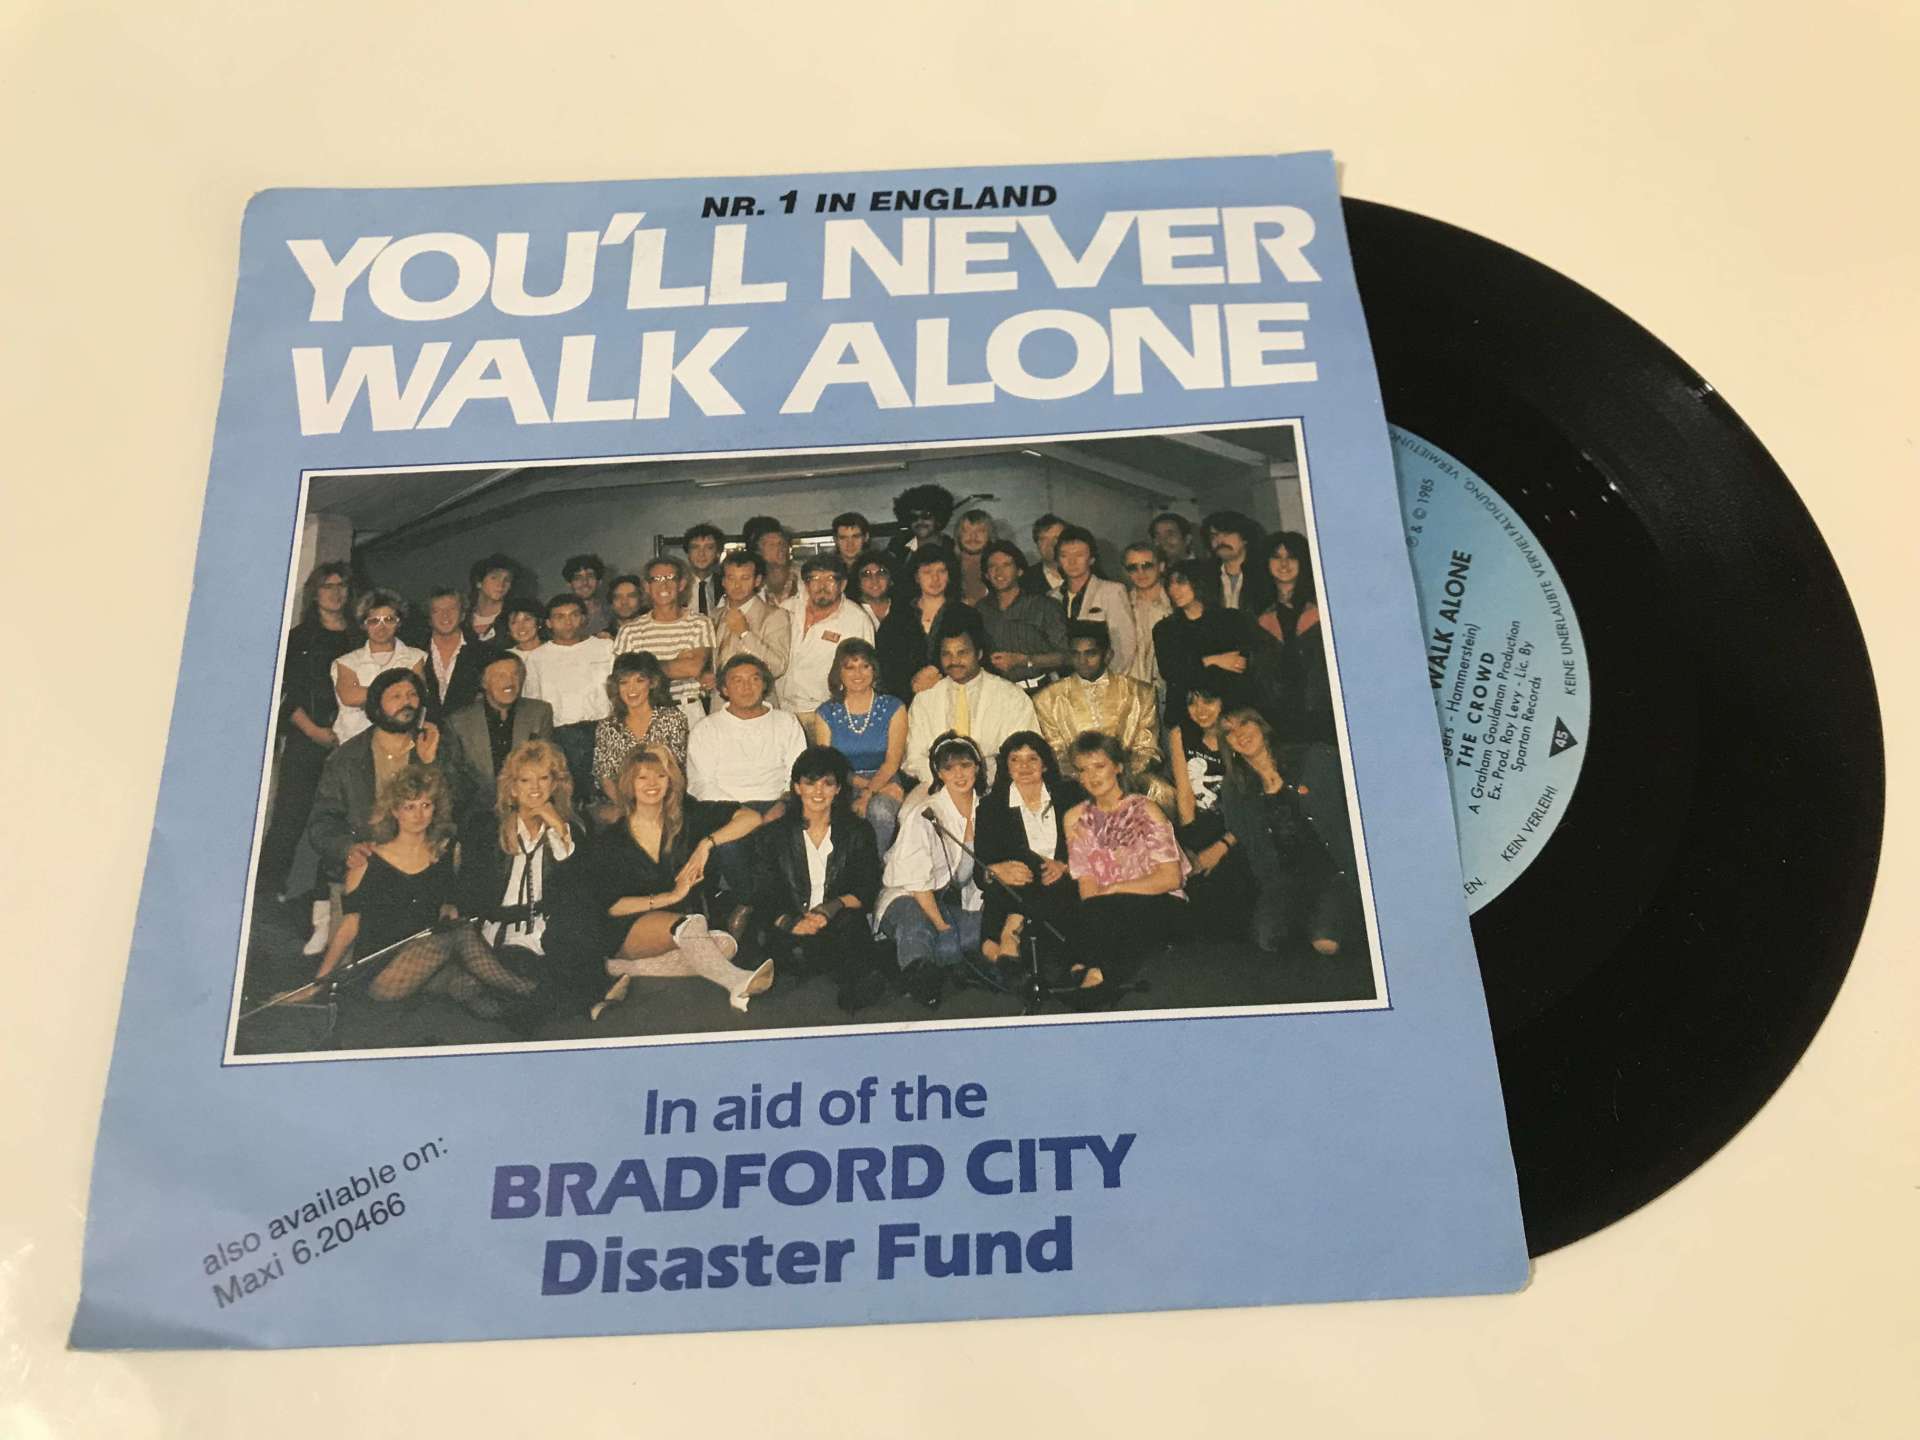 NR. 1 IN ENGLAND
YOU'LL NEVER
WALK ALONE
In aid of the
BRADFORD CITY
Disaster Fund
also available on:
Maxi 6.20466
℗ & © 1985
WALK ALONE
- Hammerstein)
THE CROWD
A Graham Gouldman Production
Ex. Prod. Ray Levy - Lic. By
Spartan Records
45
KEINE UNERLAUBTE VERVIELFÄLTIGUNG, VERMIETUNG,
KEIN VERLEIH!